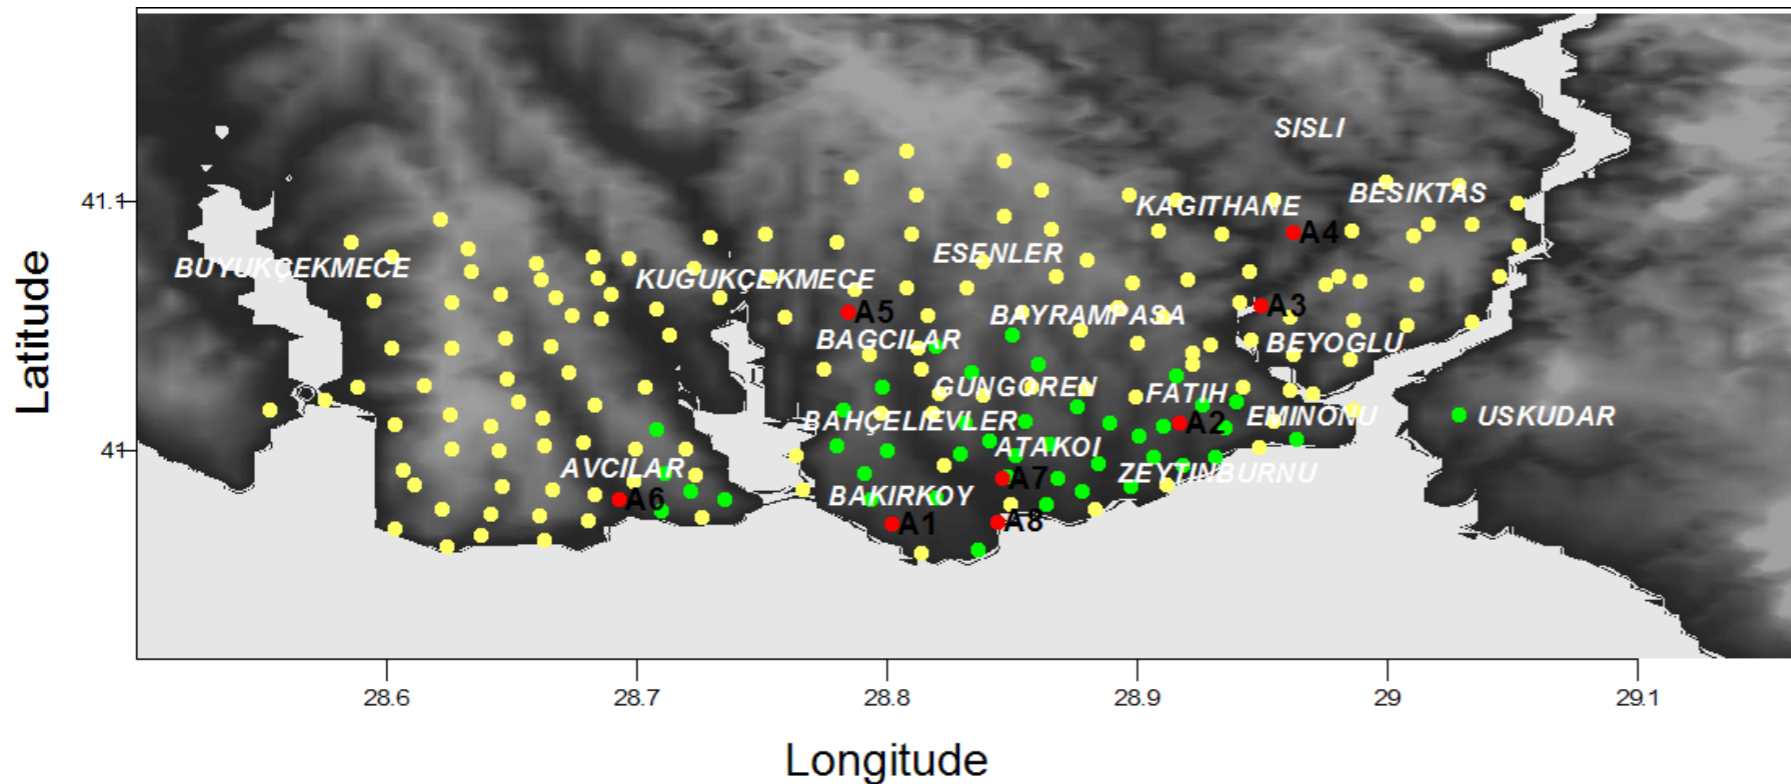 SISLI
41.1
BESIKTAS
KAGITHANE
A4
ESENLER
BUYUKÇEKMECE
KUGUKÇEKMECE
A3
A5
BAYRAMPASA
BAGCILAR
BEYOGLU
Latitude
GUNGOREN
FATIH
BAHÇELIEVLER
EMINONU
USKUDAR
A2
41
ATAKOI
AVCILAR
ZEYTINBURNU
A7
BAKIRKOY
A6
A1
A8
28.6
28.7
28.8
28.9
29
29.1
Longitude